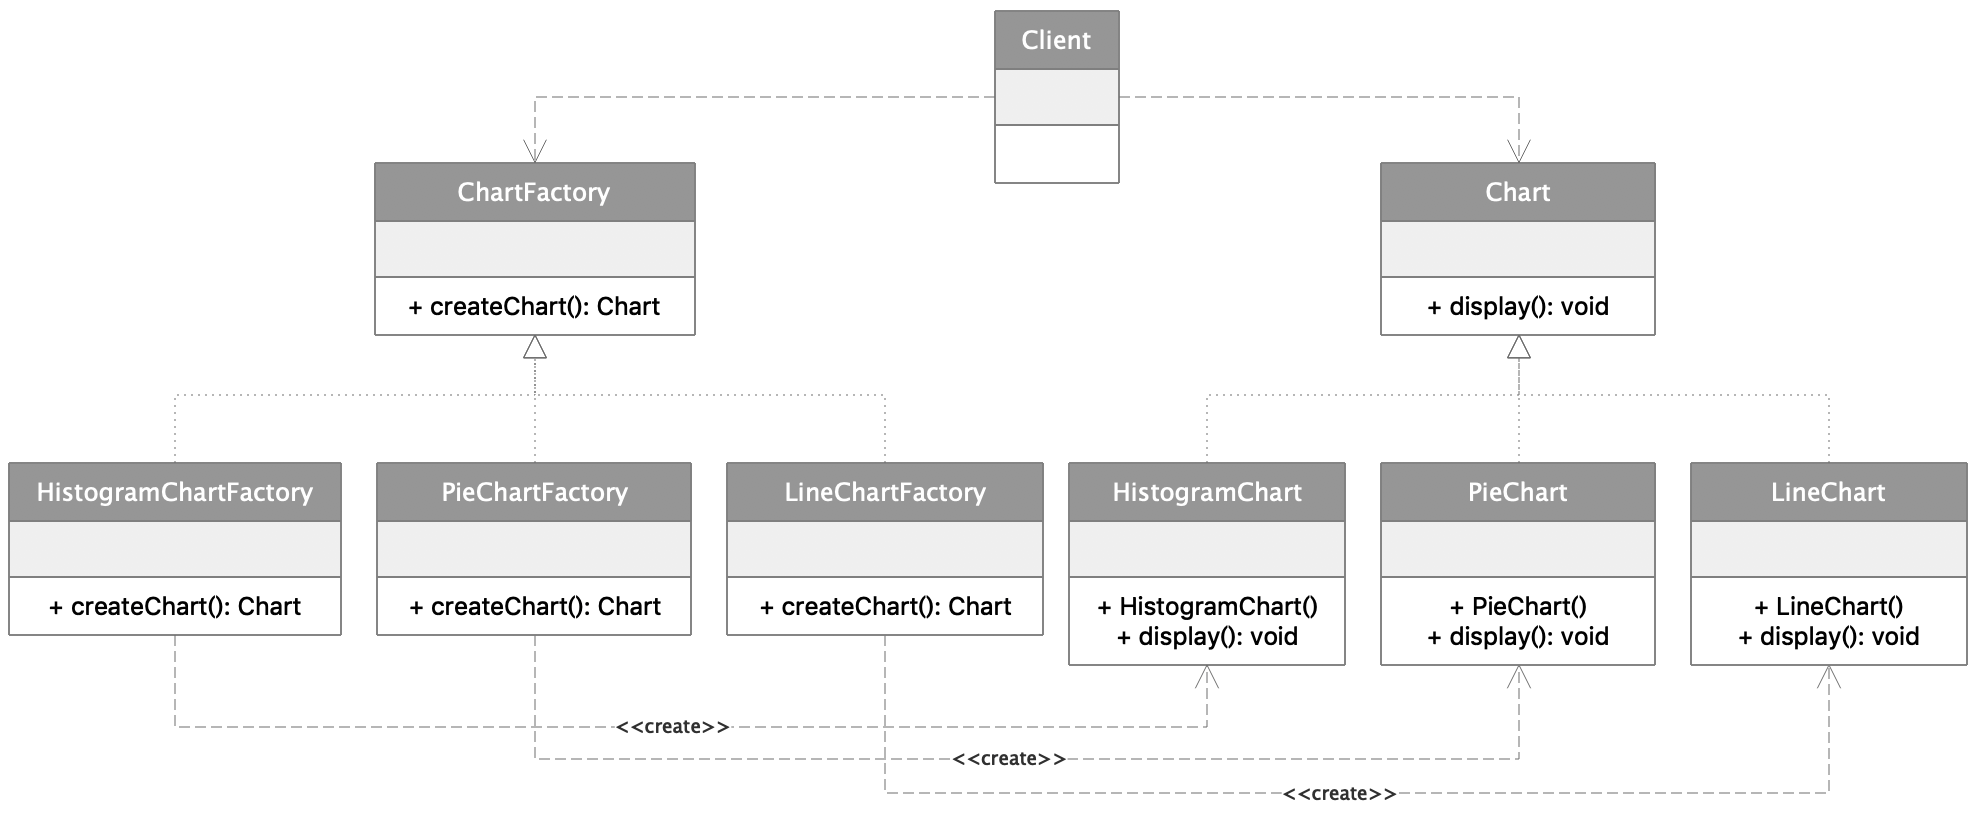 Client
ChartFactory
+ createChart(): Chart
Chart
+ display(): void
HistogramChartFactory
+ createChart(): Chart
PieChartFactory
+ createChart(): Chart
LineChartFactory
+ createChart(): Chart
HistogramChart
+ HistogramChart()
+ display(): void
PieChart
+ PieChart()
+ display(): void
LineChart
+ LineChart()
+ display(): void
<<create>>
<<create>>
<<create>>